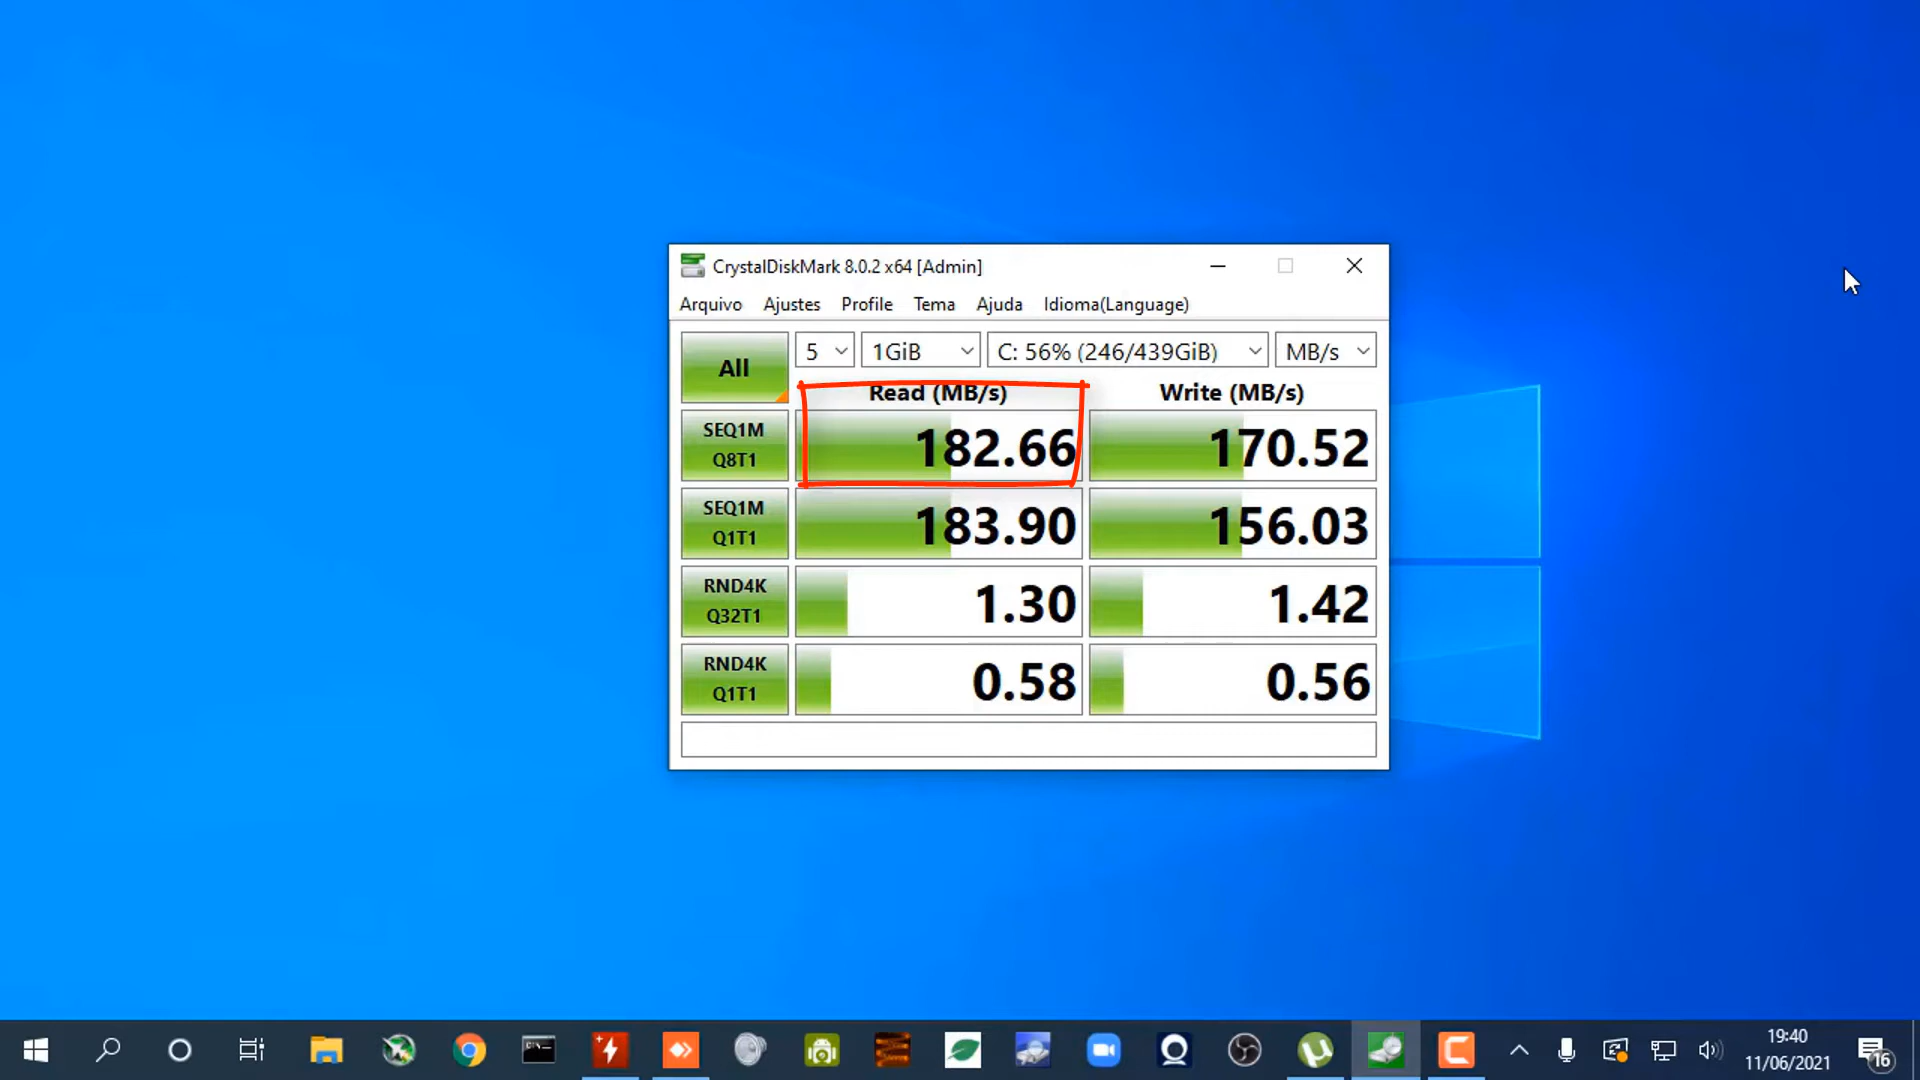 CrystalDiskMark 8.0.2 x64 [Admin]
Arquivo Ajustes Profile Tema Ajuda Idioma(Language)
All 5 1GiB C: 56% (246/439GiB) MB/s
Read (MB/s) Write (MB/s)
SEQ1M
Q8T1
182.66 170.52
SEQ1M
Q1T1
183.90 156.03
RND4K
Q32T1
1.30 1.42
RND4K
Q1T1
0.58 0.56
19:40
11/06/2021
16